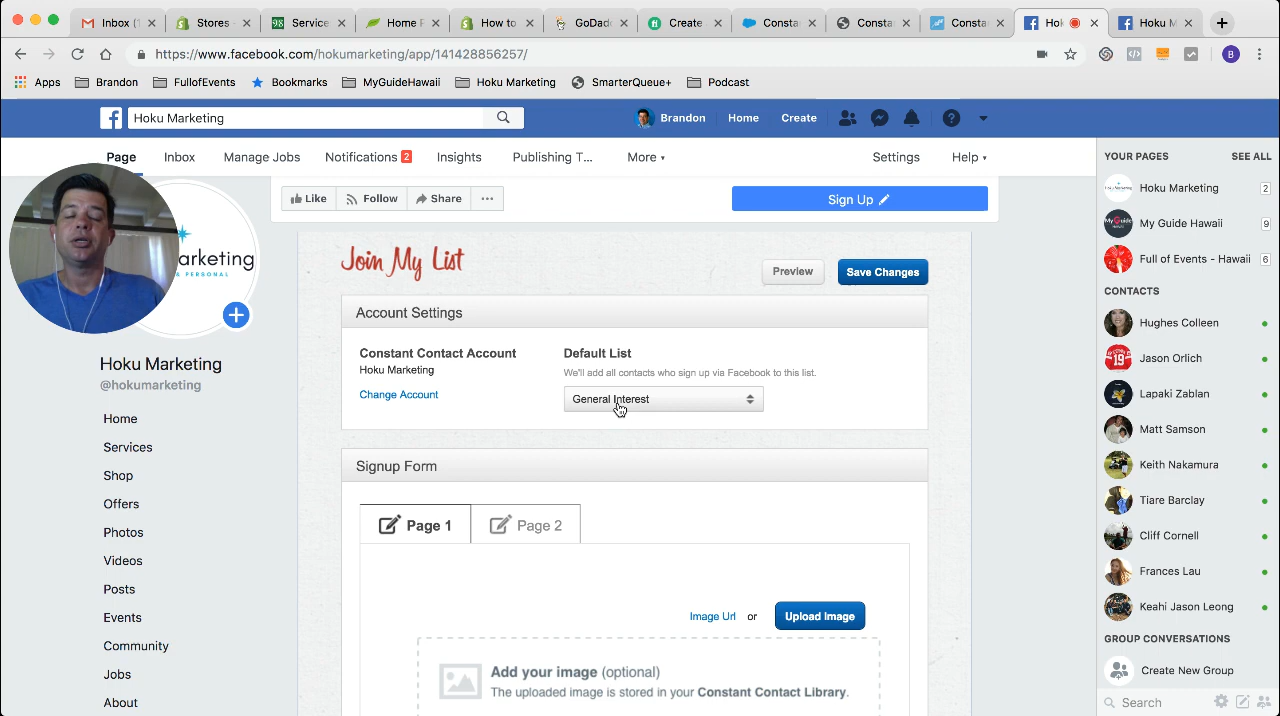 Inbox (1
Stores -
Service
Home F
How to
GoDadd
Create
Consta
Consta
Consta
Hok
Hoku M
https://www.facebook.com/hokumarketing/app/141428856257/
B
Apps
Brandon
FullofEvents
Bookmarks
MyGuideHawaii
Hoku Marketing
SmarterQueue+
Podcast
Hoku Marketing
Brandon
Home
Create
Page
Inbox
Manage Jobs
Notifications 2
Insights
Publishing T...
More
Settings
Help
Like
Follow
Share
Sign Up
arketing
& PERSONAL
Hoku Marketing
@hokumarketing
Home
Services
Shop
Offers
Photos
Videos
Posts
Events
Community
Jobs
About
Join My List
Preview
Save Changes
Account Settings
Constant Contact Account
Hoku Marketing
Change Account
Default List
We'll add all contacts who sign up via Facebook to this list.
General Interest
Signup Form
Page 1
Page 2
Image Url or Upload Image
Add your image (optional)
The uploaded image is stored in your Constant Contact Library.
YOUR PAGES
SEE ALL
Hoku Marketing 2
My Guide Hawaii 9
Full of Events - Hawaii 6
CONTACTS
Hughes Colleen
Jason Orlich
Lapaki Zablan
Matt Samson
Keith Nakamura
Tiare Barclay
Cliff Cornell
Frances Lau
Keahi Jason Leong
GROUP CONVERSATIONS
Create New Group
Search